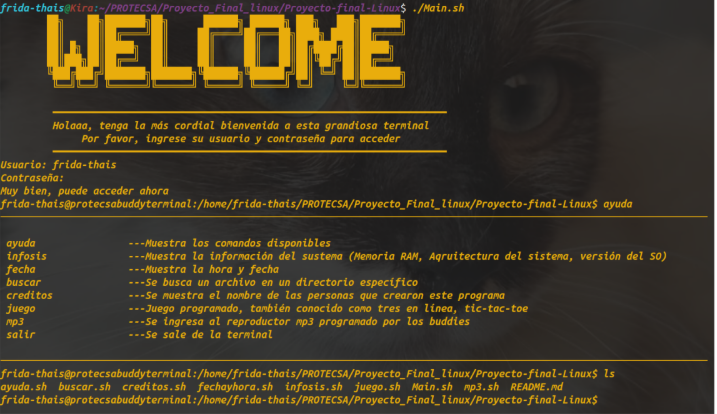 frida-thais@Kira:~/PROTECSA/Proyecto_Final_linux/Proyecto-final-Linux$ ./Main.sh
WELCOME
Holaaa, tenga la más cordial bienvenida a esta grandiosa terminal
Por favor, ingrese su usuario y contraseña para acceder
Usuario: frida-thais
Contraseña:
Muy bien, puede acceder ahora
frida-thais@protecsabuddyterminal:/home/frida-thais/PROTECSA/Proyecto_Final_linux/Proyecto-final-Linux$ ayuda
ayuda ---Muestra los comandos disponibles
infosis ---Muestra la información del sustema (Memoria RAM, Aqruitectura del sistema, versión del SO)
fecha ---Muestra la hora y fecha
buscar ---Se busca un archivo en un directorio específico
creditos ---Se muestra el nombre de las personas que crearon este programa
juego ---Juego programado, también conocido como tres en linea, tic-tac-toe
mp3 ---Se ingresa al reproductor mp3 programado por los buddies
salir ---Se sale de la terminal
frida-thais@protecsabuddyterminal:/home/frida-thais/PROTECSA/Proyecto_Final_linux/Proyecto-final-Linux$ ls
ayuda.sh buscar.sh creditos.sh fechayhora.sh infosis.sh juego.sh Main.sh mp3.sh README.md
frida-thais@protecsabuddyterminal:/home/frida-thais/PROTECSA/Proyecto_Final_linux/Proyecto-final-Linux$